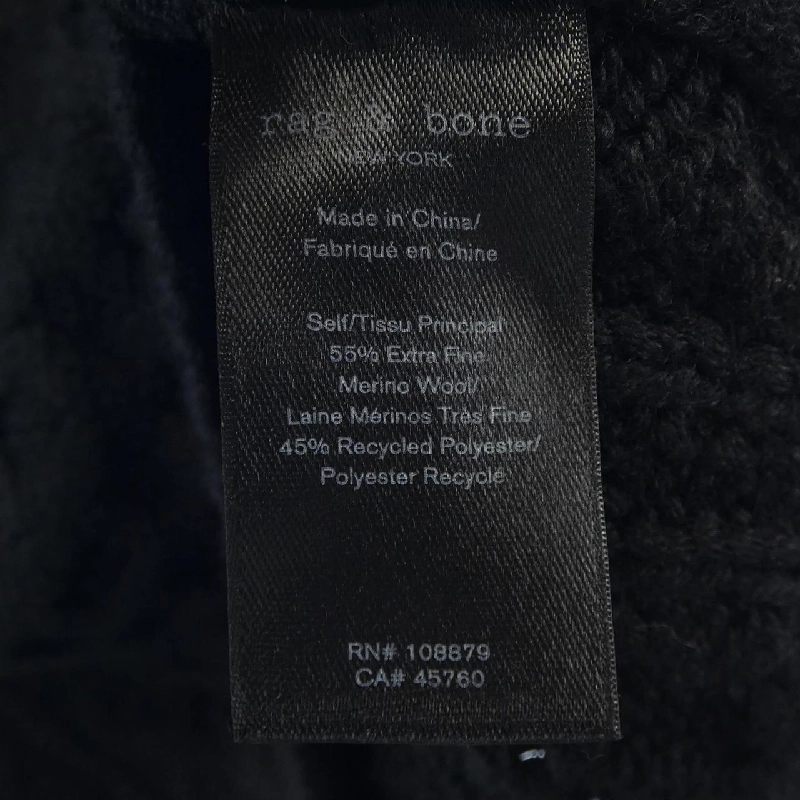 rag & bone
NEW YORK
Made in China/
Fabriqué en Chine
Self/Tissu Principal
55% Extra Fine
Merino Wool/
Laine Mérinos Très Fine
45% Recycled Polyester/
Polyester Recycle
RN# 108879
CA# 45760